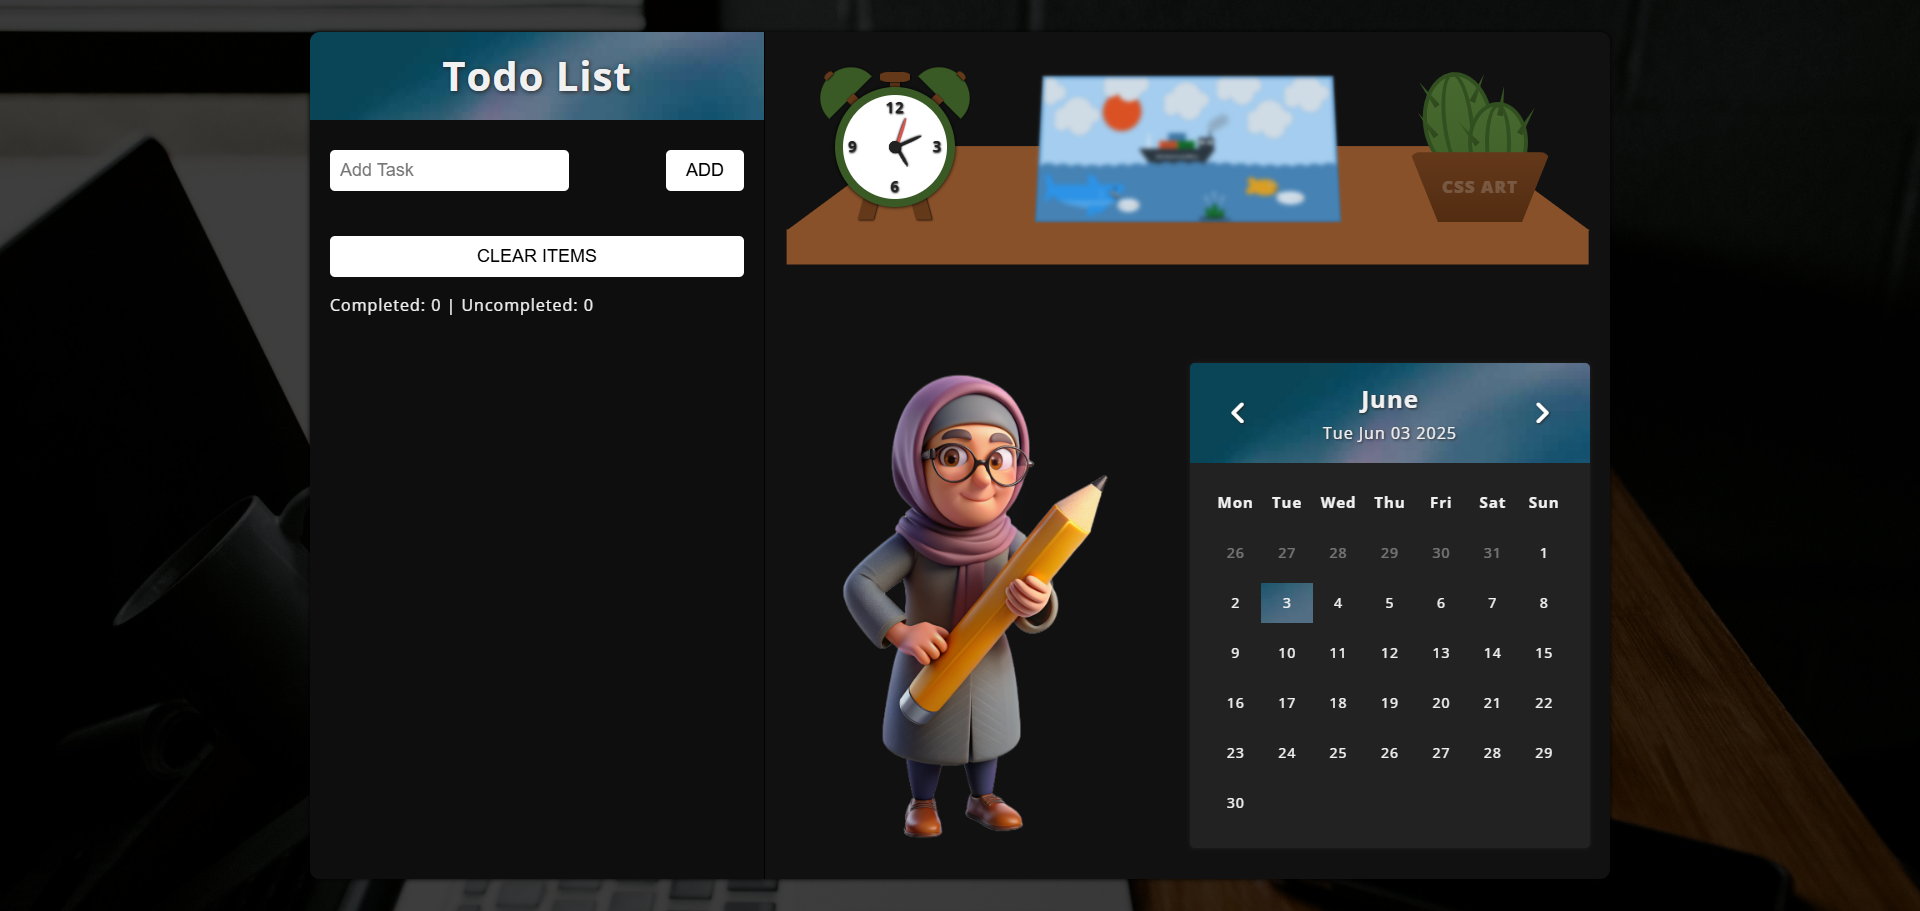 Todo List
Add Task
ADD
CLEAR ITEMS
Completed: 0 | Uncompleted: 0
12
9 3
6
CSS ART
June
Tue Jun 03 2025
Mon Tue Wed Thu Fri Sat Sun
26 27 28 29 30 31 1
2 3 4 5 6 7 8
9 10 11 12 13 14 15
16 17 18 19 20 21 22
23 24 25 26 27 28 29
30